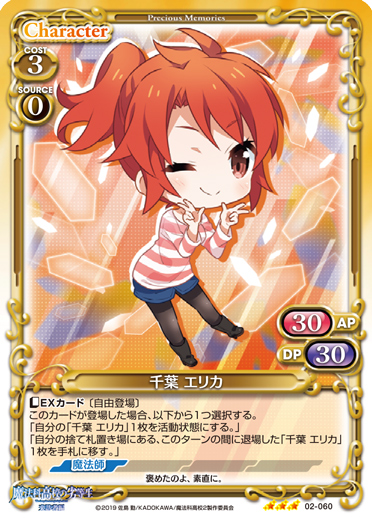 Precious Memories
Character
COST
3
SOURCE
0
30 AP
DP 30
千葉 エリカ
EXカード〔自由登場〕
このカードが登場した場合、以下から1つ選択する。
「自分の「千葉 エリカ」1枚を活動状態にする。」
「自分の捨て札置き場にある、このターンの間に退場した「千葉 エリカ」
1枚を手札に移す。」
魔法師
褒めたのよ、素直に。
魔法科高校の劣等生
来訪者編
©2019 佐島 勤/KADOKAWA/魔法科高校2製作委員会
★★★ 02-060